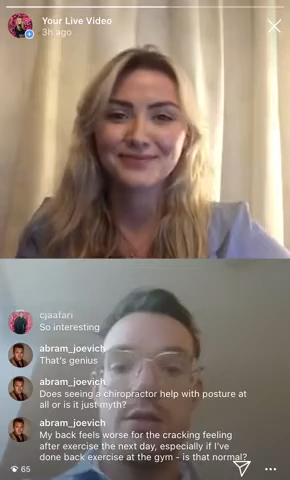 Your Live Video
3h ago
cjaafari
So interesting
abram_joevich
That's genius
abram_joevich
Does seeing a chiropractor help with posture at
all or is it just myth?
abram_joevich
My back feels worse for the cracking feeling
after exercise the next day, especially if I've
done back exercise at the gym - is that normal?
65